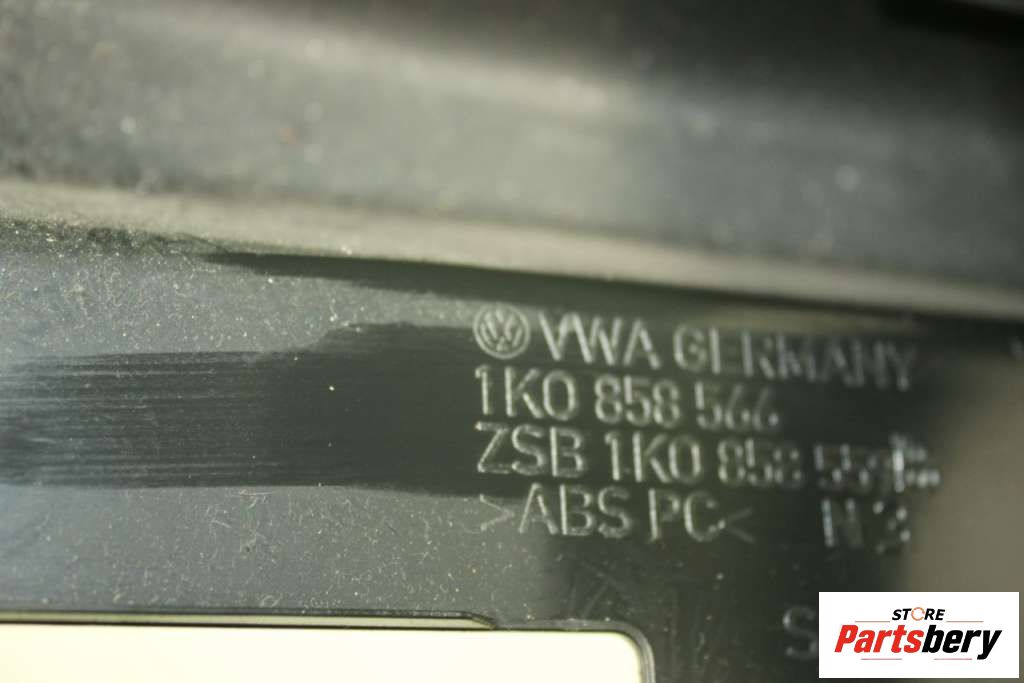 VWA GERMANY
1K0 858 566
ZSB 1K0 858
>ABS PC<
STORE
Partsbery